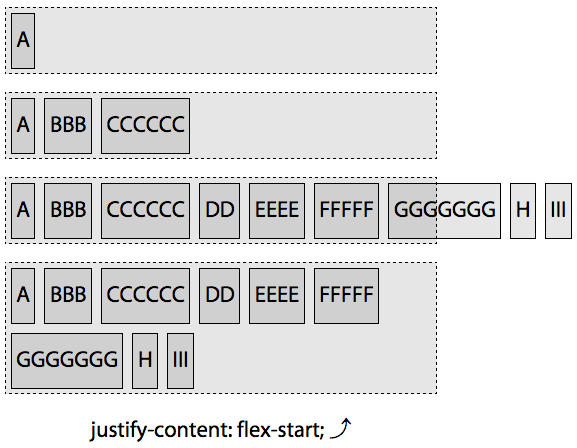 A
A BBB CCCCCC
A BBB CCCCCC DD EEEE FFFFF GGGGGGG H III
A BBB CCCCCC DD EEEE FFFFF
GGGGGGG H III
justify-content: flex-start;